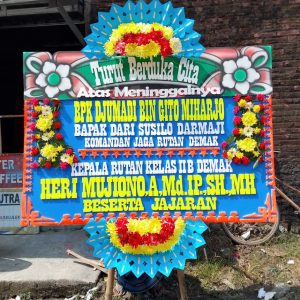 Turut Berduka Cita
Atas Meninggalnya
BPK DJUMADI BIN GITO MIHARJO
BAPAK DARI SUSILO DARMAJI
KOMANDAN JAGA RUTAN DEMAK
KEPALA RUTAN KELAS II B DEMAK
HERI MUJIONO.A.Md.IP.,SH.,MH
BESERTA JAJARAN
COFFEE